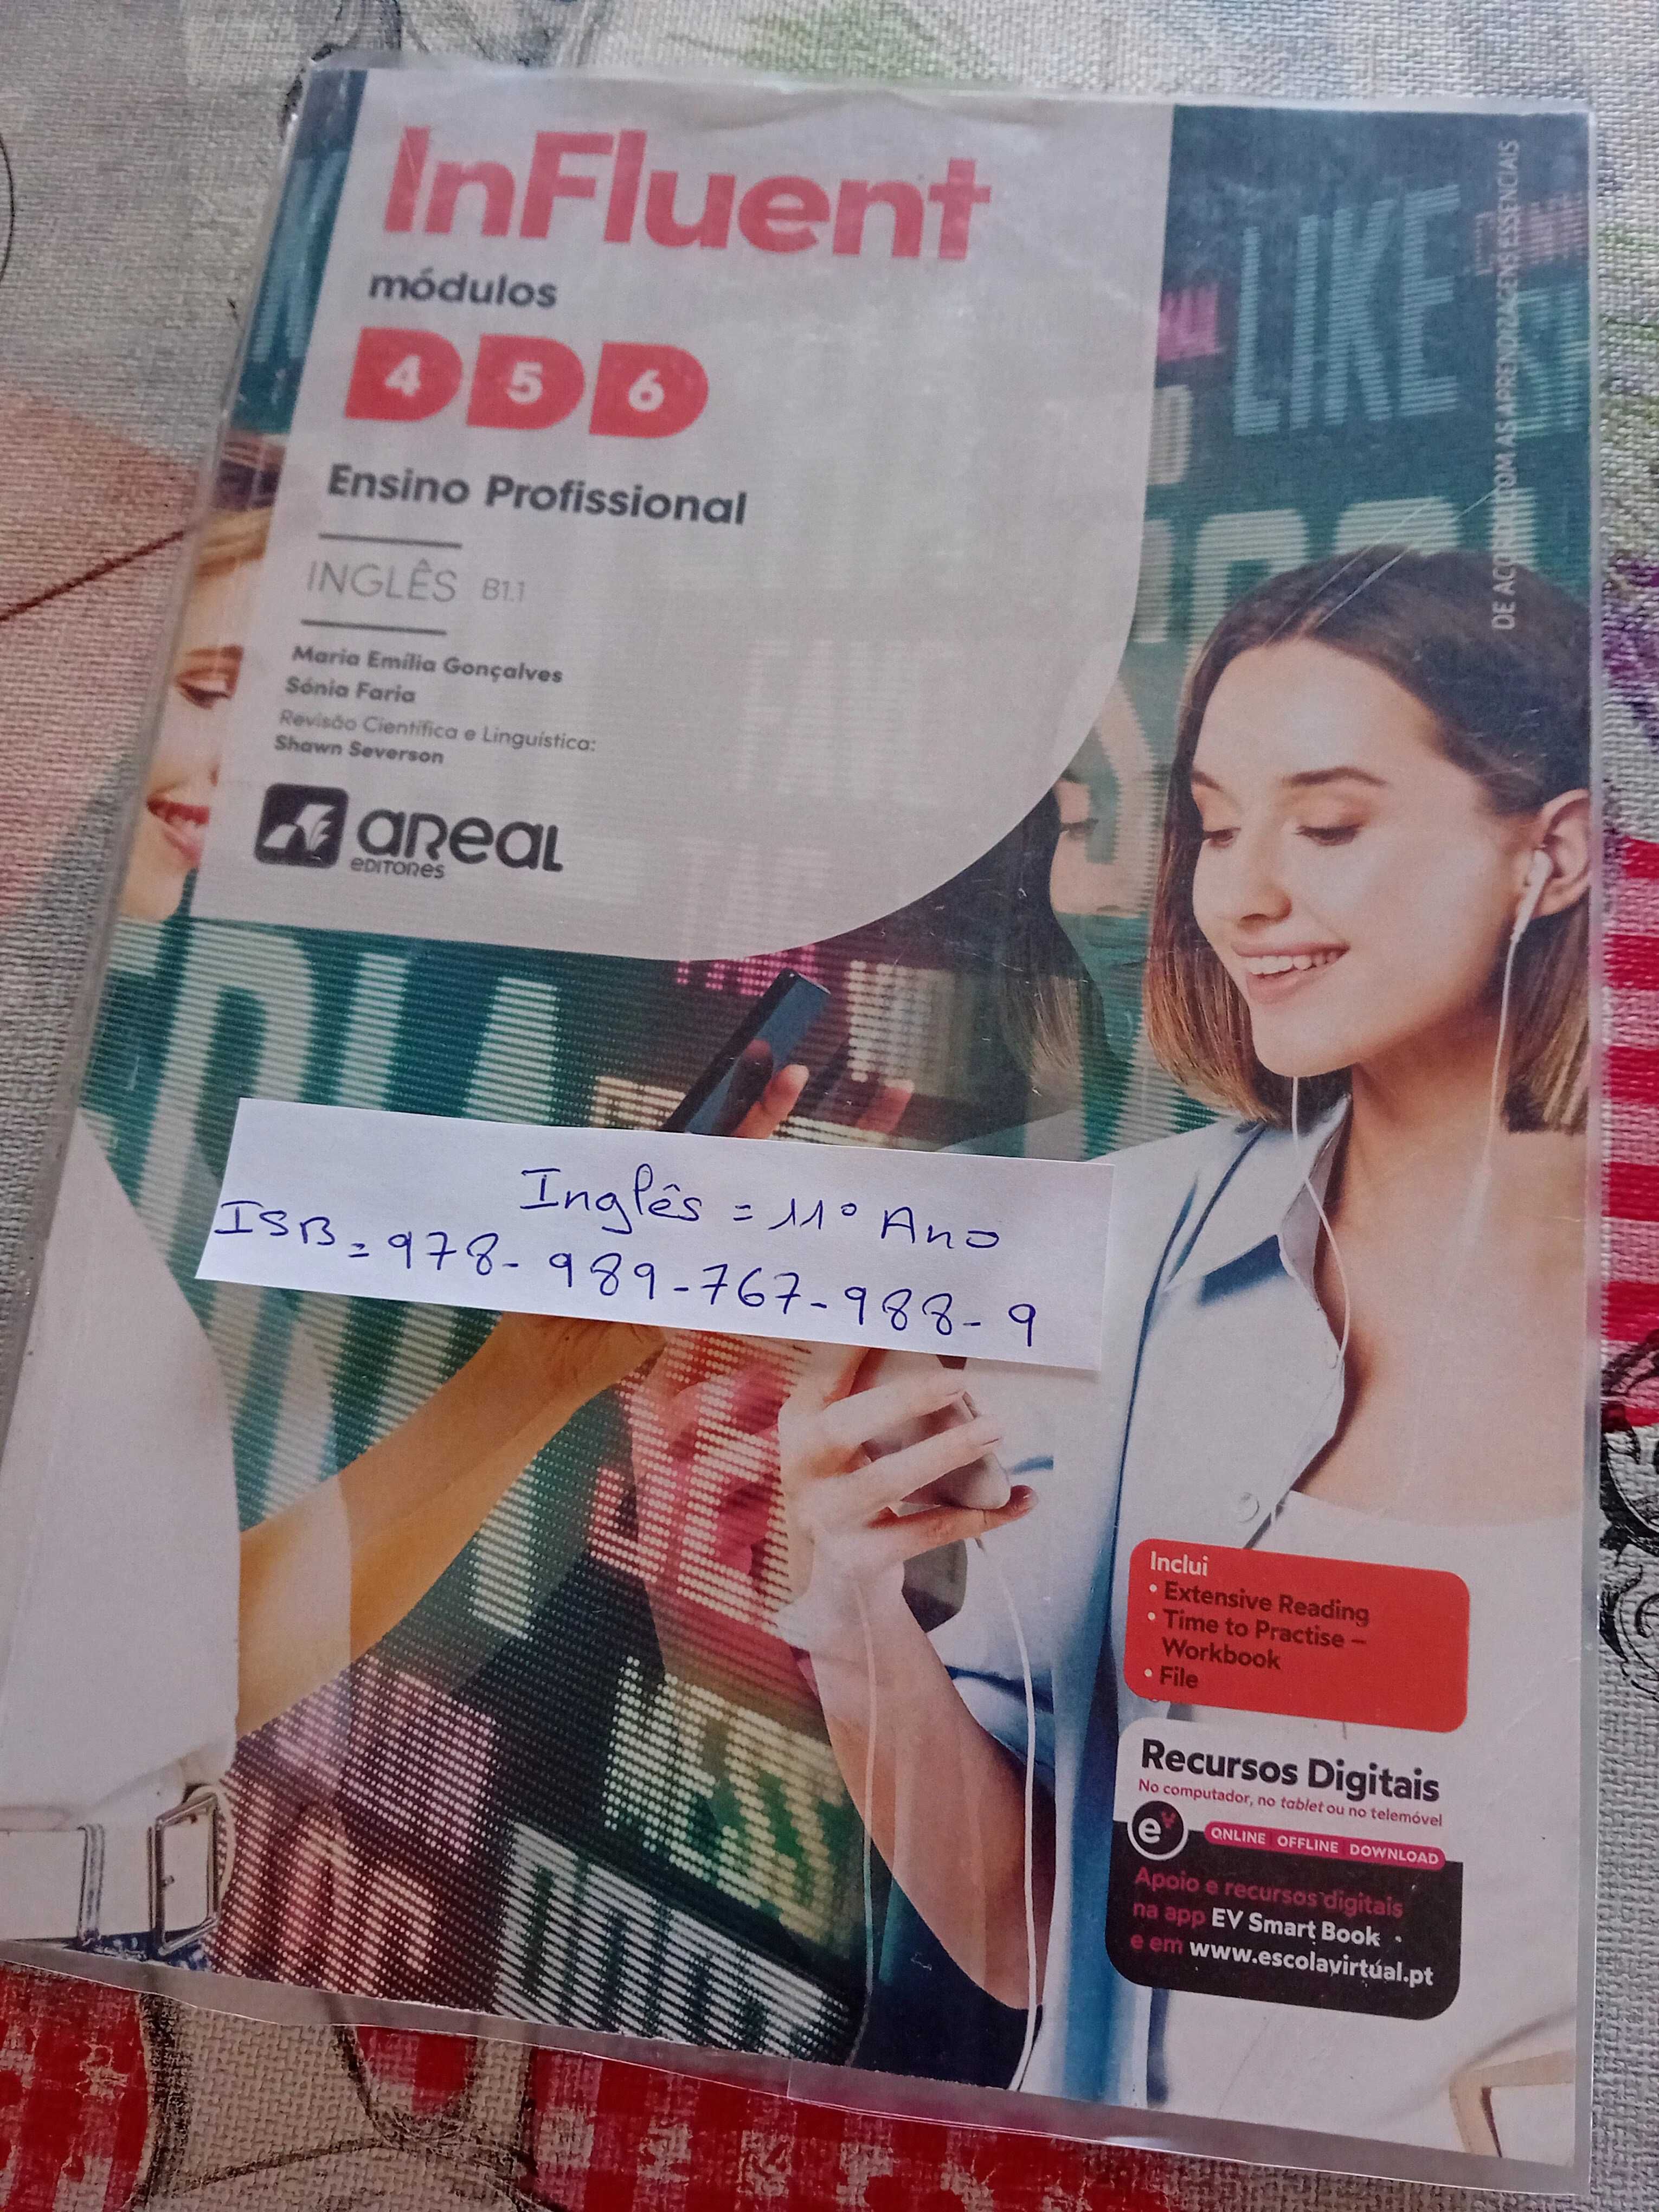 InFluent
módulos
4 5 6
Ensino Profissional
INGLÊS B1.1
Maria Emília Gonçalves
Sónia Faria
Revisão Científica e Linguística:
Shawn Severson
aReaL
eDITORes
DE ACORDO COM AS APRENDIZAGENS ESSENCIAIS
LIKE
Inglês = 11º Ano
ISB = 978-989-767-988-9
Inclui
• Extensive Reading
• Time to Practise –
Workbook
• File
Recursos Digitais
No computador, no tablet ou no telemóvel
ev
ONLINE OFFLINE DOWNLOAD
Apoio e recursos digitais
na app EV Smart Book
e em www.escolavirtual.pt